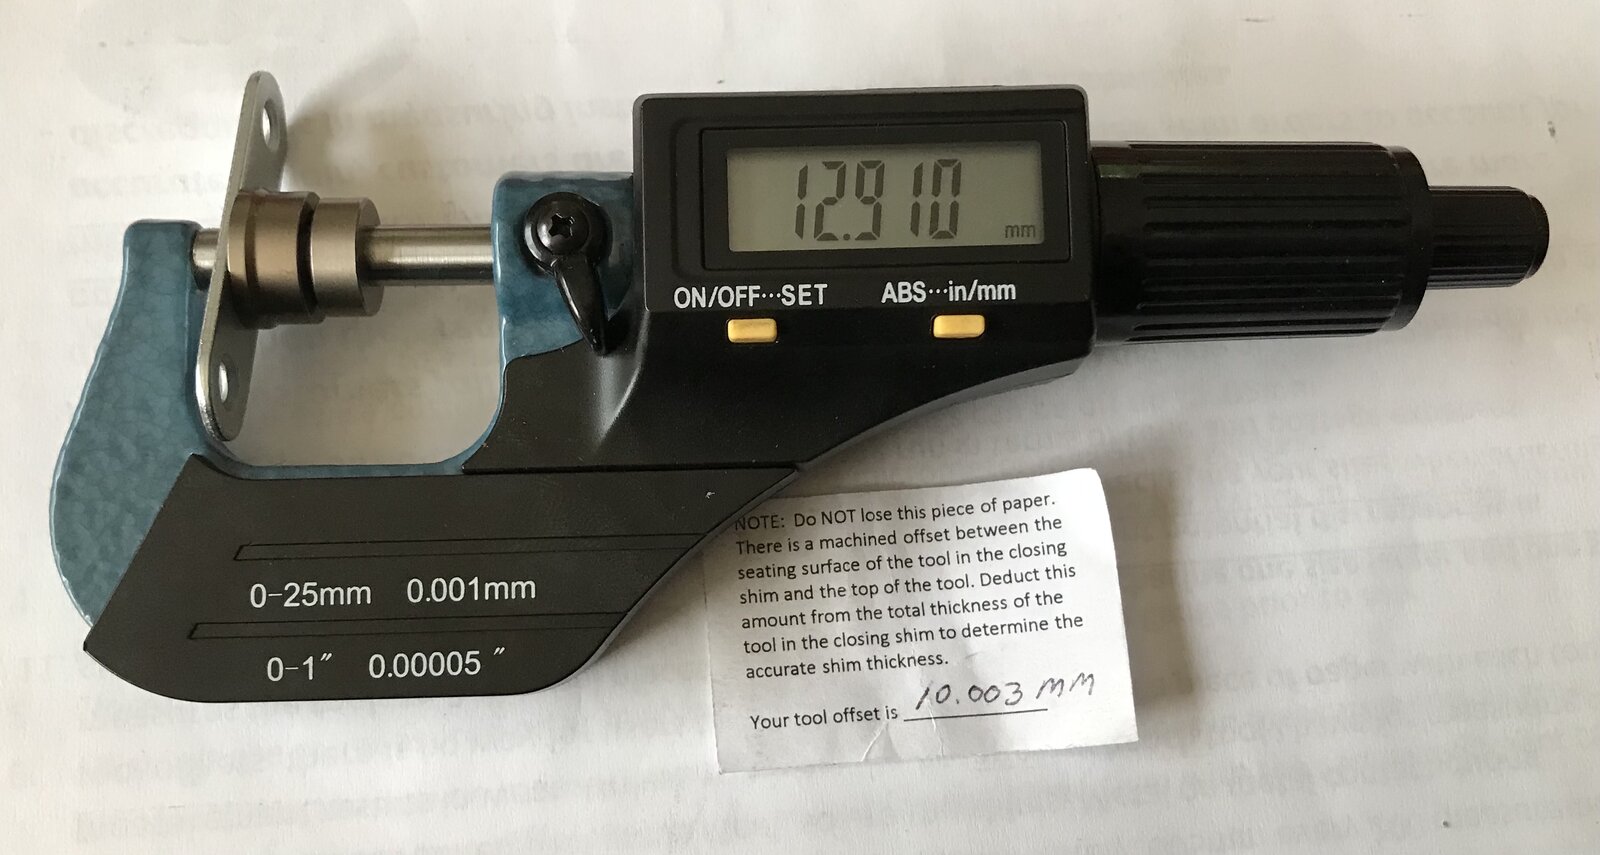 12.910 mm
ON/OFF···SET ABS···in/mm
0-25mm 0.001mm
0-1″ 0.00005″
NOTE: Do NOT lose this piece of paper.
There is a machined offset between the
seating surface of the tool in the closing
shim and the top of the tool. Deduct this
amount from the total thickness of the
tool in the closing shim to determine the
accurate shim thickness.
Your tool offset is 10.003 MM